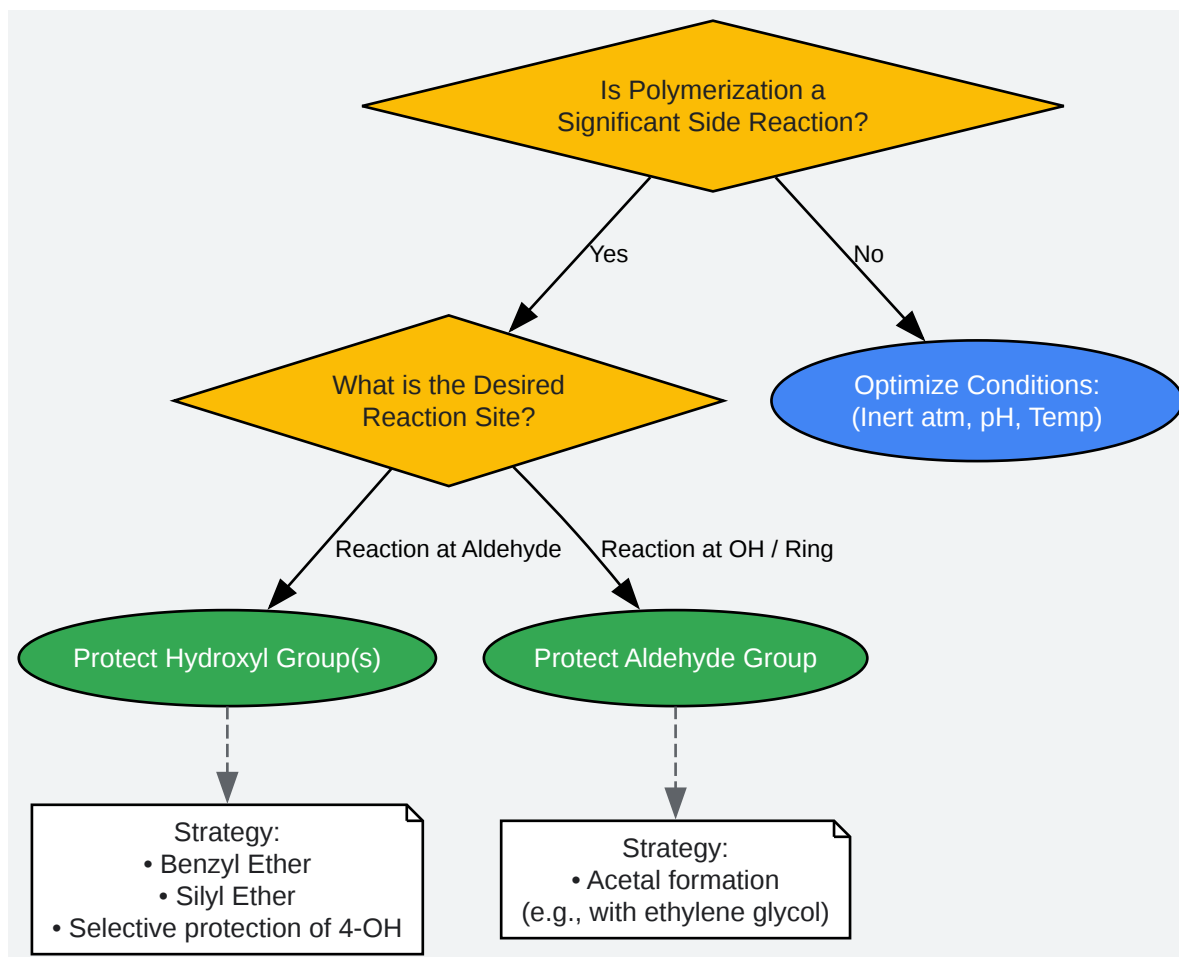 Is Polymerization a
Significant Side Reaction?
Yes
No
What is the Desired
Reaction Site?
Optimize Conditions:
(Inert atm, pH, Temp)
Reaction at Aldehyde
Reaction at OH / Ring
Protect Hydroxyl Group(s)
Protect Aldehyde Group
Strategy:
• Benzyl Ether
• Silyl Ether
• Selective protection of 4-OH
Strategy:
• Acetal formation
(e.g., with ethylene glycol)